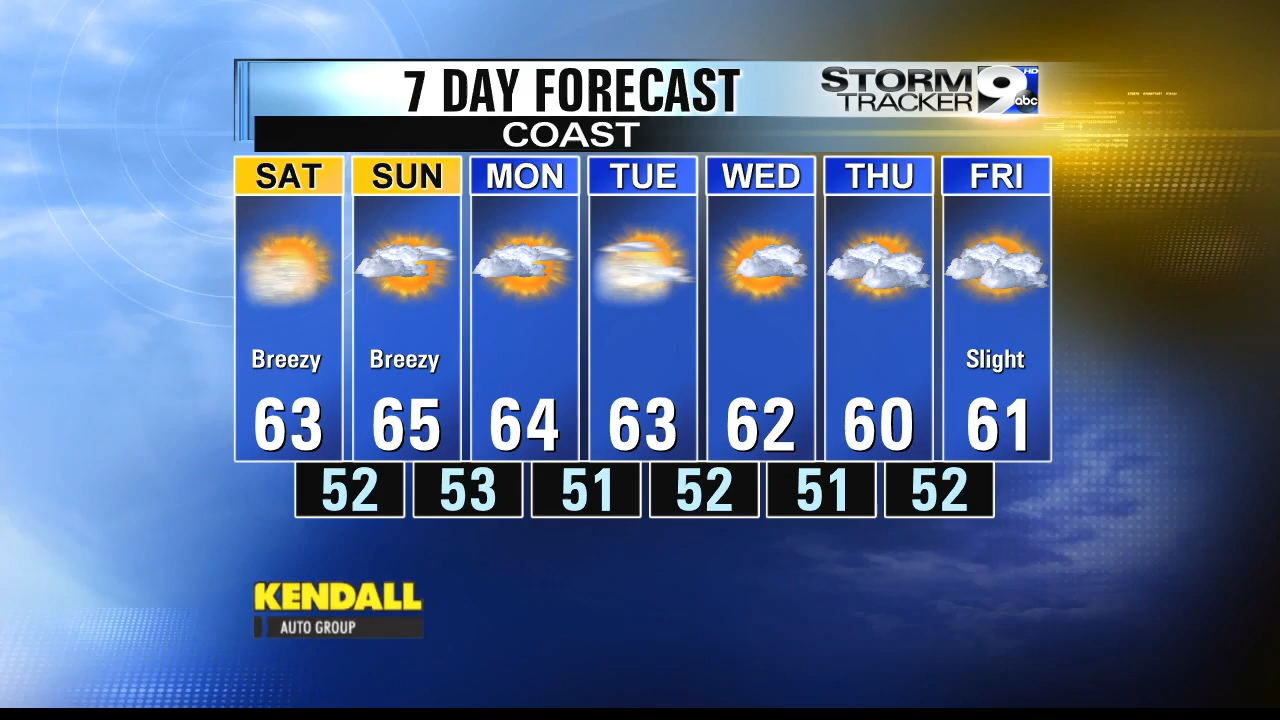 7 DAY FORECAST
STORM TRACKER 9 HD abc
COAST
SAT SUN MON TUE WED THU FRI
Breezy Breezy Slight
63 65 64 63 62 60 61
52 53 51 52 51 52
KENDALL
AUTO GROUP